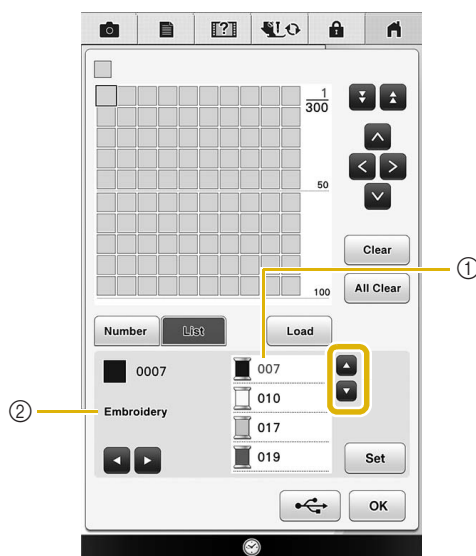 ?
1
300
50
Clear
①
100
All Clear
Number
List
Load
0007
007
② Embroidery
010
017
019
Set
OK